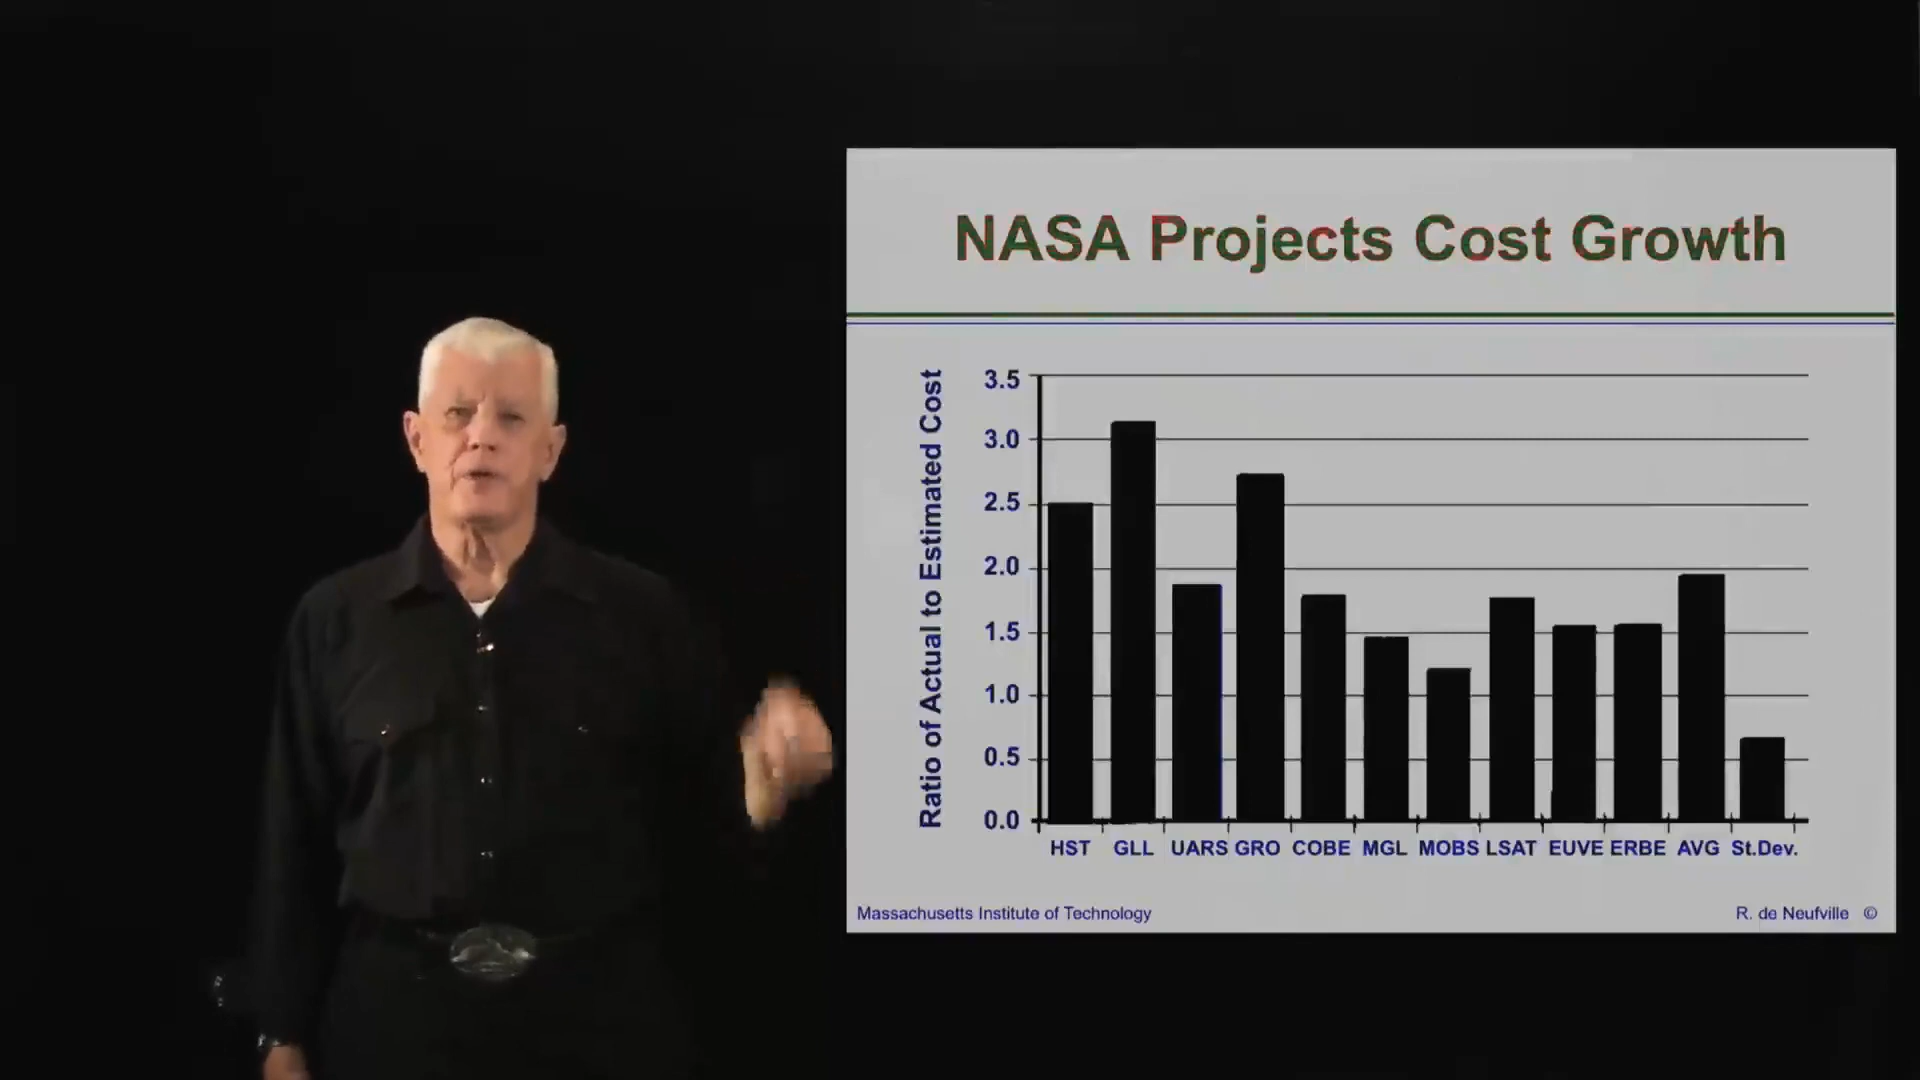 NASA Projects Cost Growth
Ratio of Actual to Estimated Cost
3.5
3.0
2.5
2.0
1.5
1.0
0.5
0.0
HST GLL UARS GRO COBE MGL MOBS LSAT EUVE ERBE AVG St.Dev.
Massachusetts Institute of Technology
R. de Neufville ©